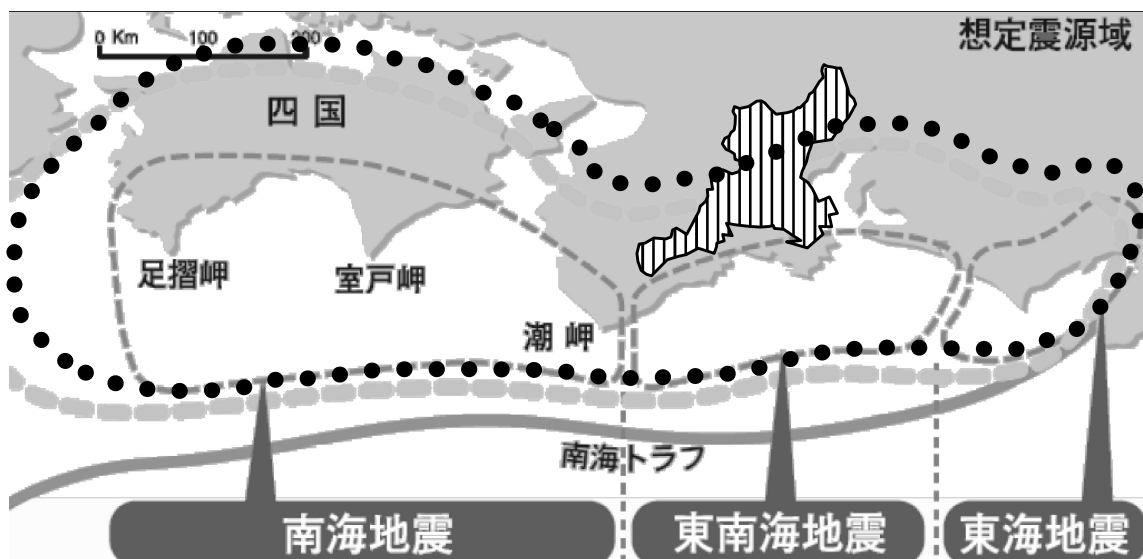 想定震源域
0 Km 100 200
四国
足摺岬
室戸岬
潮岬
南海トラフ
南海地震
東南海地震
東海地震